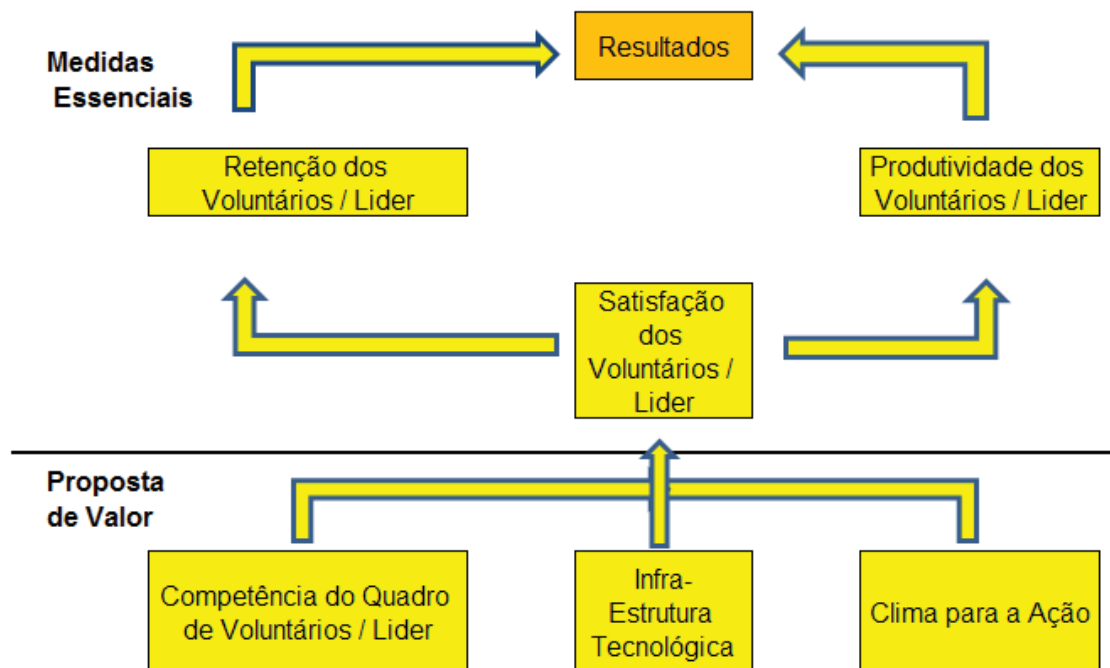 Resultados
Medidas
Essenciais
Retenção dos
Voluntários / Lider
Produtividade dos
Voluntários / Lider
Satisfação
dos
Voluntários /
Lider
Proposta
de Valor
Competência do Quadro
de Voluntários / Lider
Infra-
Estrutura
Tecnológica
Clima para a Ação